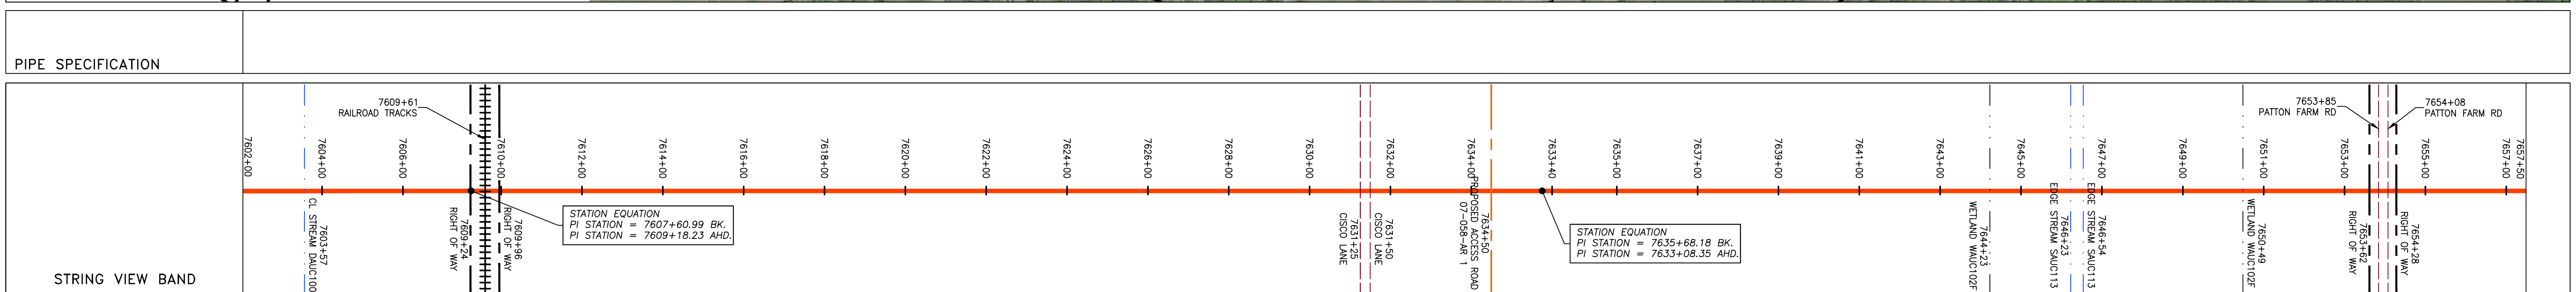 PIPE SPECIFICATION
STRING VIEW BAND
7609+61
RAILROAD TRACKS
7653+85
PATTON FARM RD
7654+08
PATTON FARM RD
7602+00
7604+00
7606+00
7610+00
7612+00
7614+00
7616+00
7618+00
7620+00
7622+00
7624+00
7626+00
7628+00
7630+00
7632+00
7634+00
7633+40
7635+00
7637+00
7639+00
7641+00
7643+00
7645+00
7647+00
7649+00
7651+00
7653+00
7655+00
7657+00
7657+50
7603+57
CL STREAM DAUC100
7609+24
RIGHT OF WAY
7609+96
RIGHT OF WAY
STATION EQUATION
PI STATION = 7607+60.99 BK.
PI STATION = 7609+18.23 AHD.
7631+25
CISCO LANE
7631+50
CISCO LANE
7634+50
PROPOSED ACCESS ROAD
07-058-AR 1
STATION EQUATION
PI STATION = 7635+68.18 BK.
PI STATION = 7633+08.35 AHD.
7644+23
WETLAND WAUC102F
7646+23
EDGE STREAM SAUC113
7646+54
EDGE STREAM SAUC113
7650+49
WETLAND WAUC102F
7653+62
RIGHT OF WAY
7654+28
RIGHT OF WAY